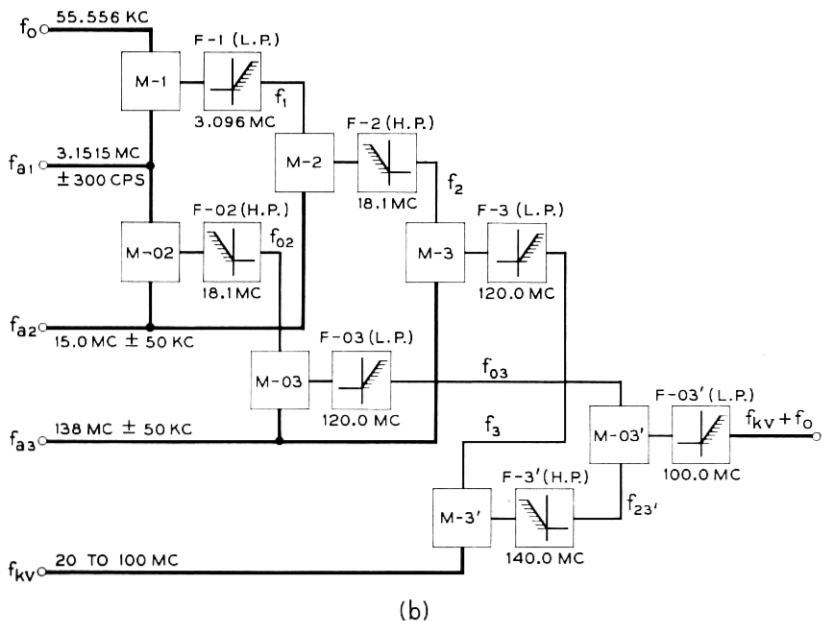 55.556 KC
fo
F-1 (L.P.)
M-1
f1
3.096 MC
F-2 (H.P.)
3.1515 MC
fa1
± 300 CPS
M-2
f2
18.1 MC
F-02 (H.P.)
F-3 (L.P.)
f02
M-02
M-3
18.1 MC
120.0 MC
fa2
15.0 MC ± 50 KC
F-03 (L.P.)
f03
M-03
F-03' (L.P.)
120.0 MC
fkv + fo
M-03'
138 MC ± 50 KC
fa3
f3
100.0 MC
F-3' (H.P.)
f23'
M-3'
140.0 MC
20 TO 100 MC
fkv
(b)